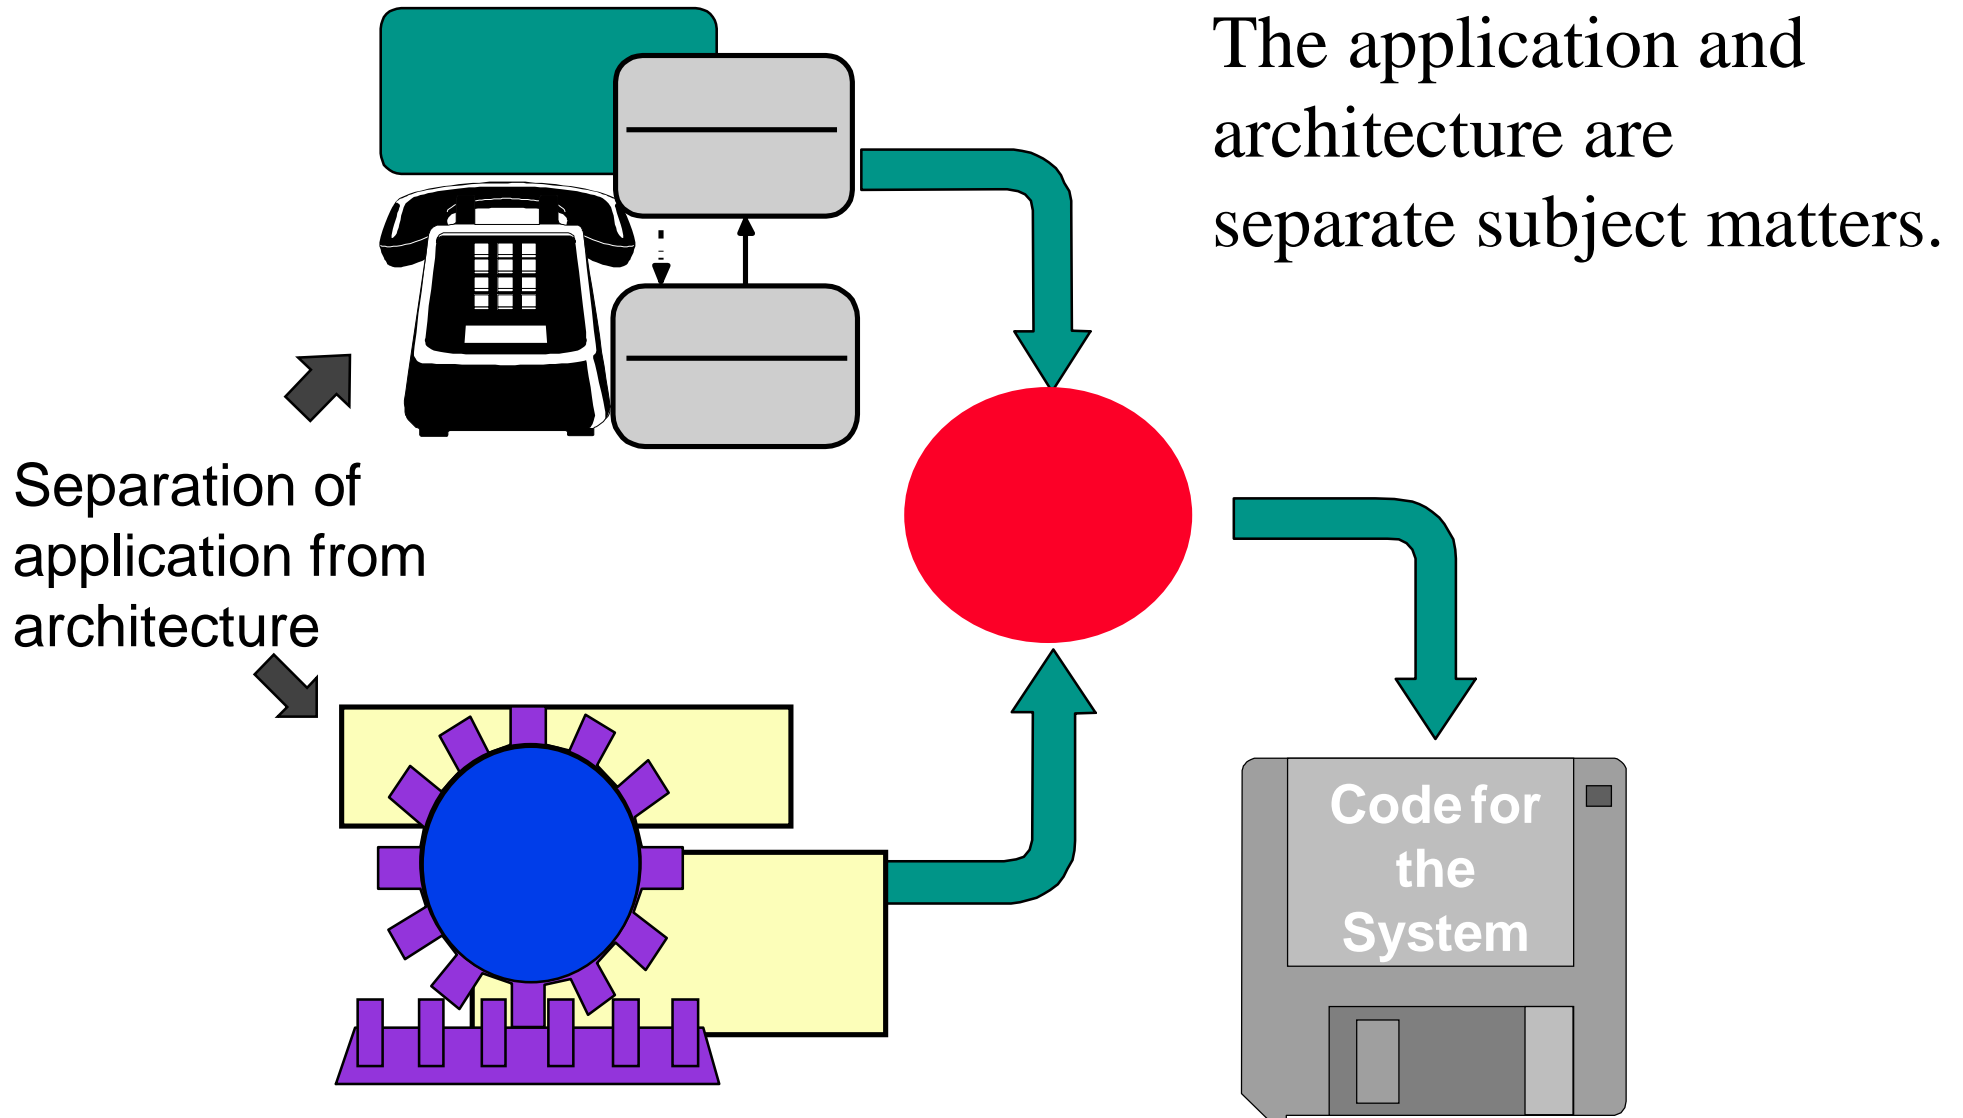 The application and
architecture are
separate subject matters.
Separation of
application from
architecture
Code for
the
System